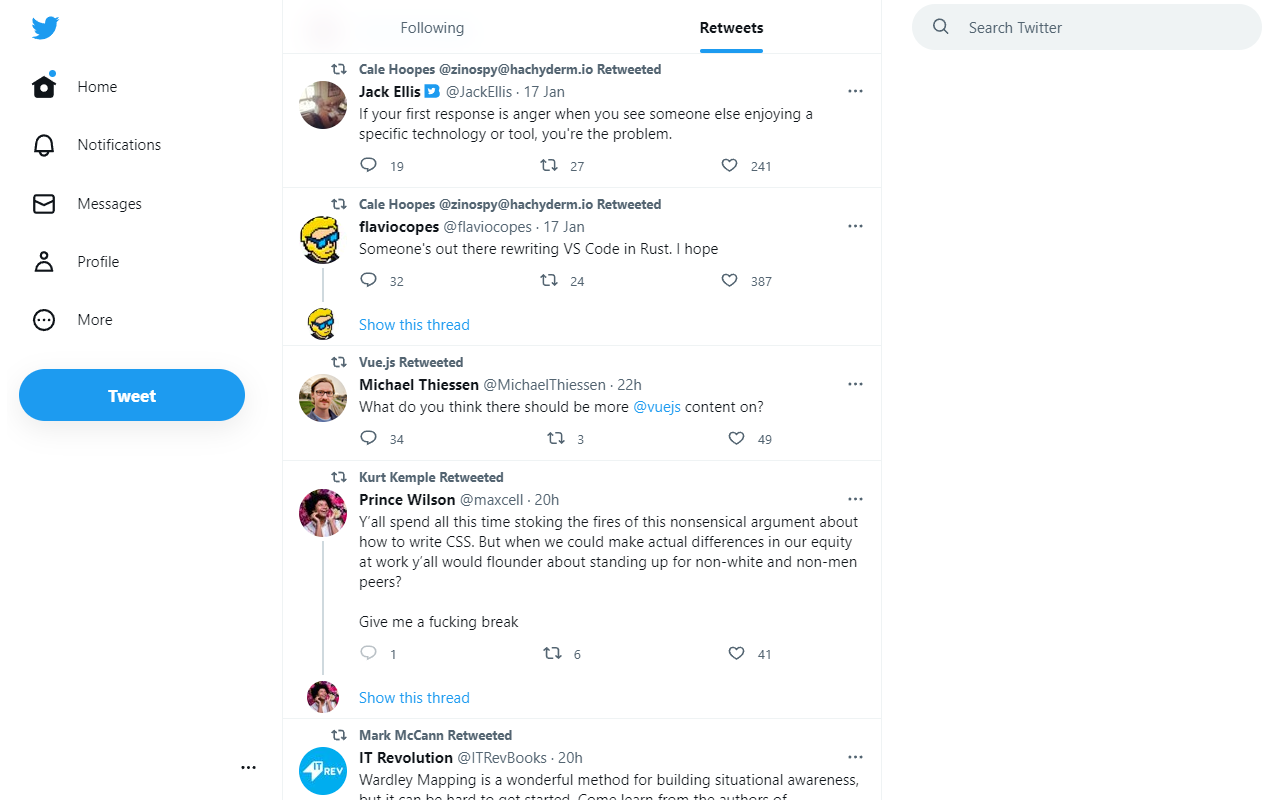 Following
Retweets
Search Twitter
Home
Notifications
Messages
Profile
More
Tweet
Cale Hoopes @zinospy@hachyderm.io Retweeted
Jack Ellis @JackEllis · 17 Jan
If your first response is anger when you see someone else enjoying a
specific technology or tool, you're the problem.
19 27 241
Cale Hoopes @zinospy@hachyderm.io Retweeted
flaviocopes @flaviocopes · 17 Jan
Someone's out there rewriting VS Code in Rust. I hope
32 24 387
Show this thread
Vue.js Retweeted
Michael Thiessen @MichaelThiessen · 22h
What do you think there should be more @vuejs content on?
34 3 49
Kurt Kemple Retweeted
Prince Wilson @maxcell · 20h
Y’all spend all this time stoking the fires of this nonsensical argument about
how to write CSS. But when we could make actual differences in our equity
at work y’all would flounder about standing up for non-white and non-men
peers?
Give me a fucking break
1 6 41
Show this thread
Mark McCann Retweeted
IT REV
IT Revolution @ITRevBooks · 20h
Wardley Mapping is a wonderful method for building situational awareness,
but it can be hard to get started. Come learn from the authors of